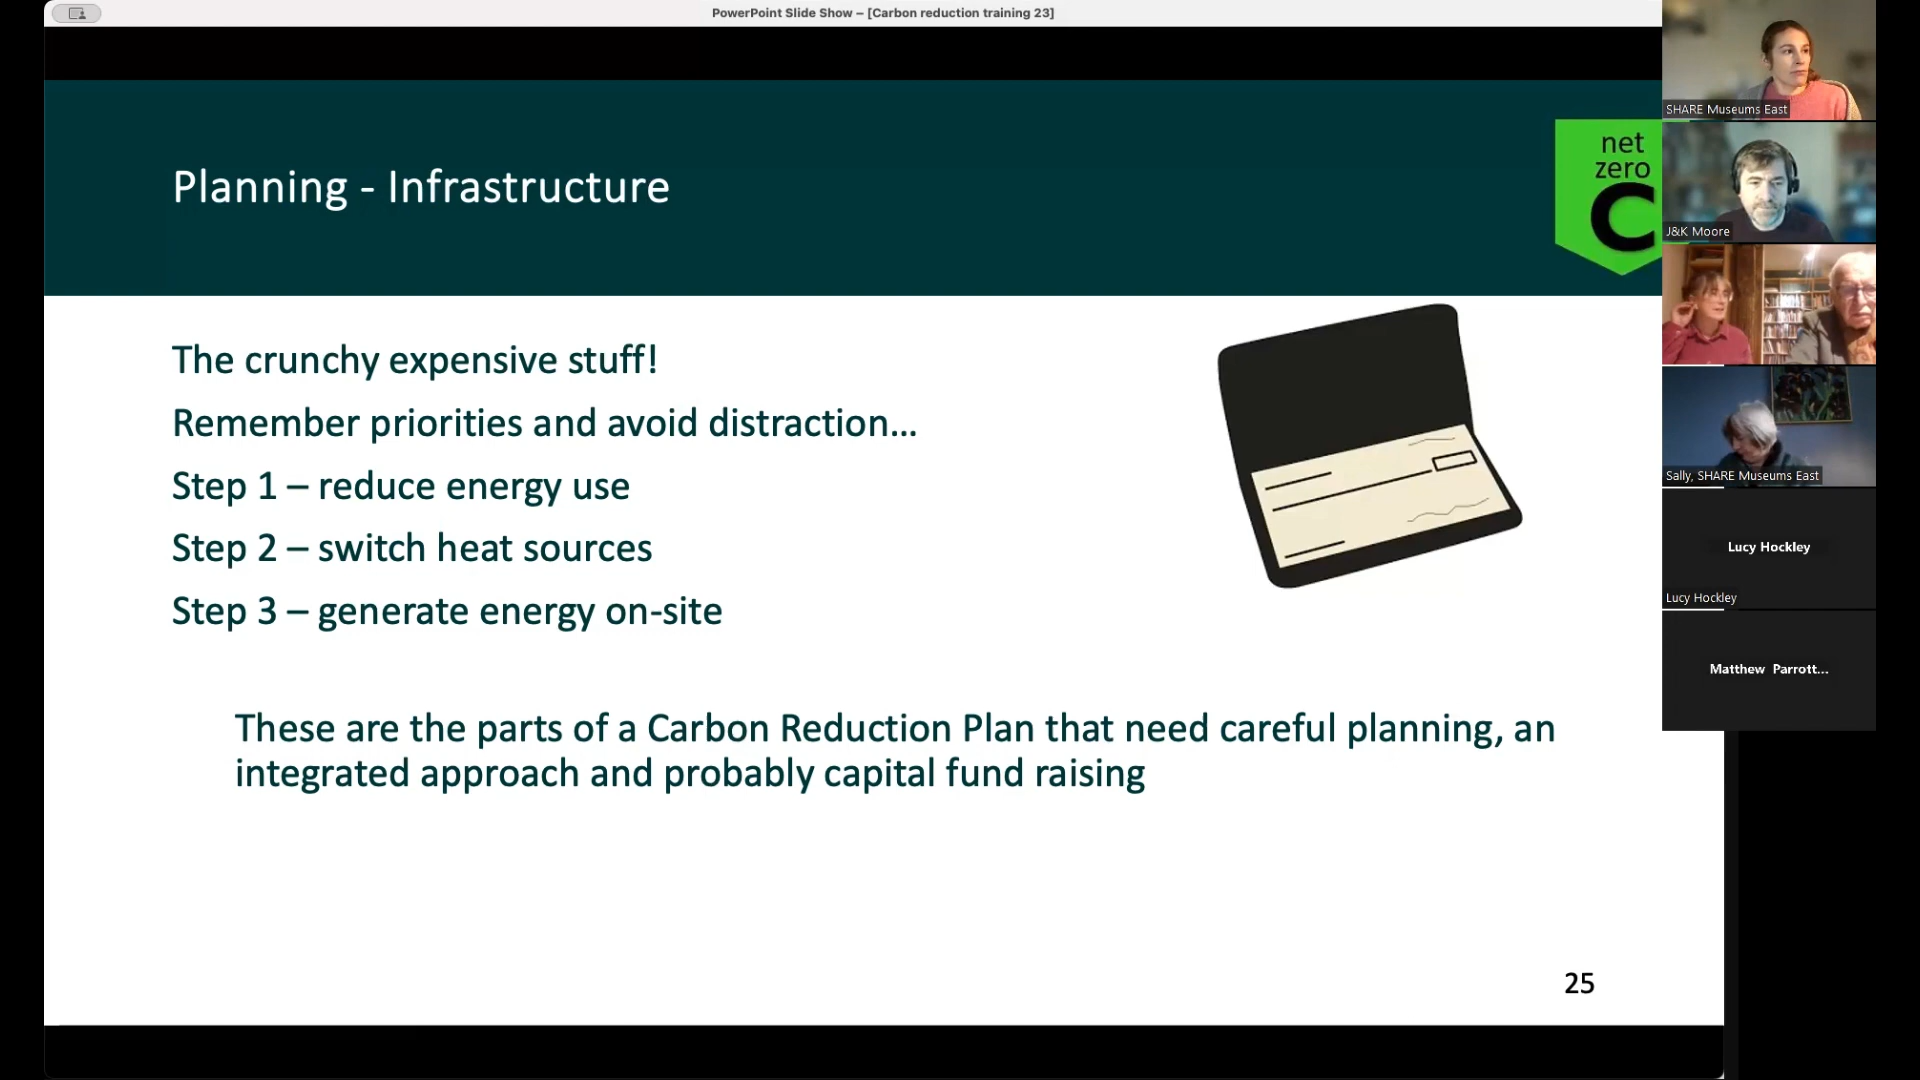 PowerPoint Slide Show – [Carbon reduction training 23]
Planning - Infrastructure
net
zero
C
The crunchy expensive stuff!
Remember priorities and avoid distraction...
Step 1 – reduce energy use
Step 2 – switch heat sources
Step 3 – generate energy on-site
These are the parts of a Carbon Reduction Plan that need careful planning, an
integrated approach and probably capital fund raising
25
SHARE Museums East
J&K Moore
Sally, SHARE Museums East
Lucy Hockley
Lucy Hockley
Matthew Parrott...